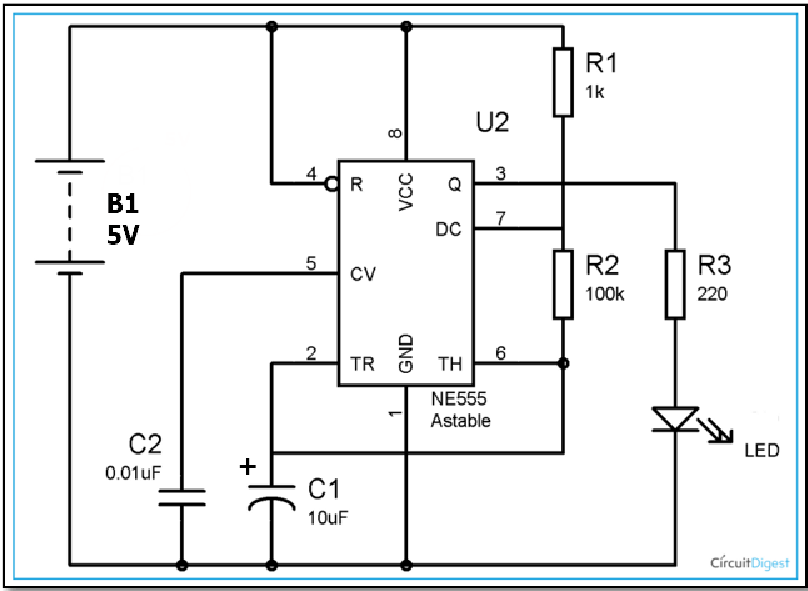 R1
1k
U2
8
4
R
VCC
Q
3
B1
5V
DC
7
5
CV
R2
100k
R3
220
2
TR
GND
TH
6
1
NE555
Astable
C2
0.01uF
+
C1
10uF
LED
CircuitDigest